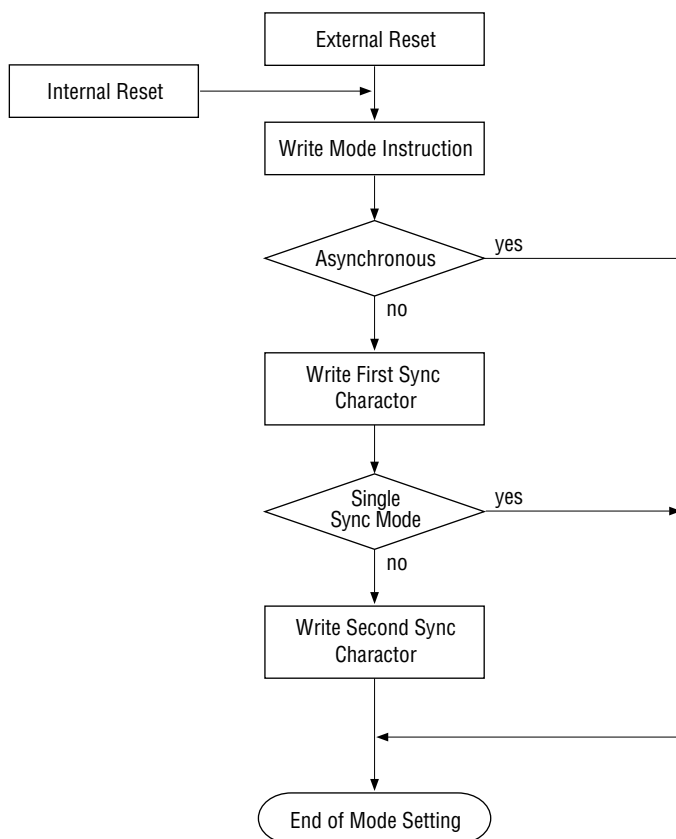 External Reset
Internal Reset
Write Mode Instruction
Asynchronous
yes
no
Write First Sync
Charactor
Single
Sync Mode
yes
no
Write Second Sync
Charactor
End of Mode Setting